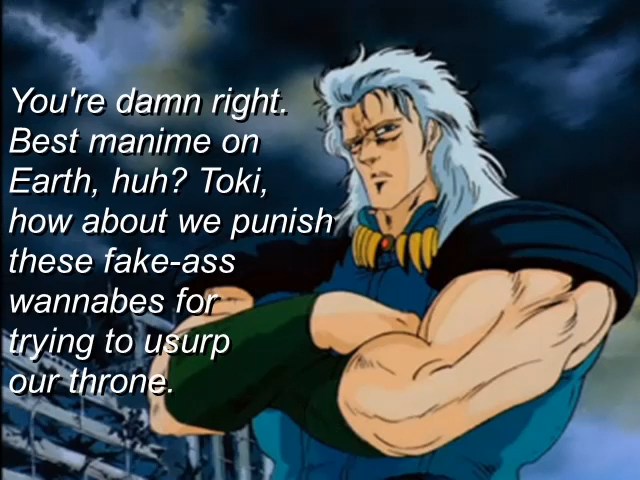 You're damn right.
Best manime on
Earth, huh? Toki,
how about we punish
these fake-ass
wannabes for
trying to usurp
our throne.